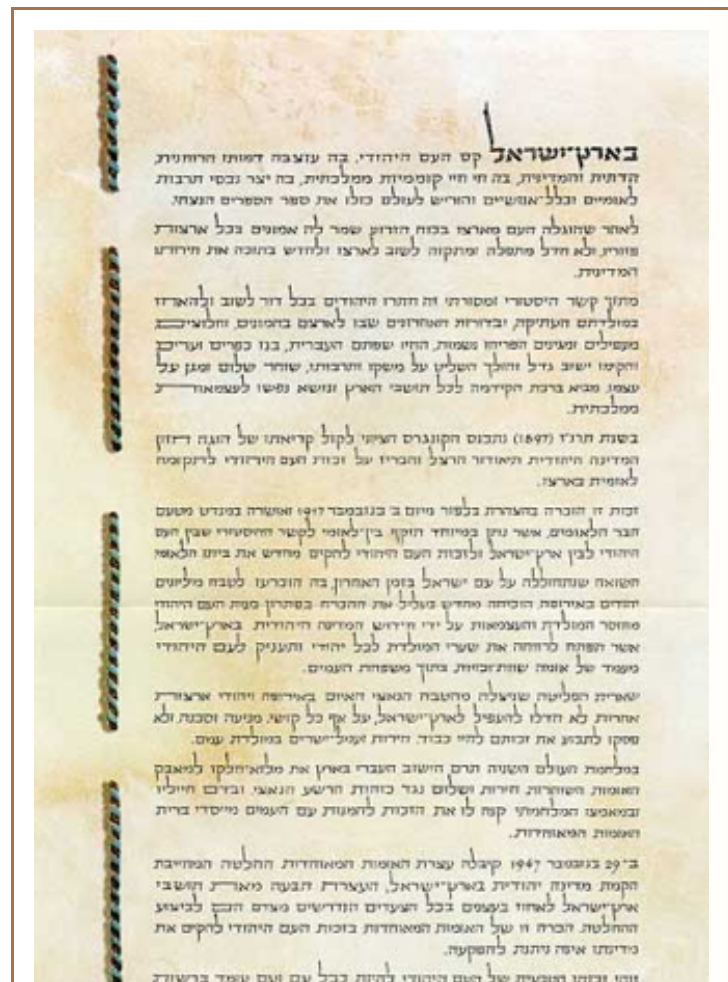 בארץ־ישראל קם העם היהודי, בה עוצבה דמותו הרוחנית,
הדתית והמדינית, בה חי חיי קוממיות ממלכתית, בה יצר נכסי תרבות
לאומיים וכלל־אנושיים והוריש לעולם כולו את ספר הספרים הנצחי.
לאחר שהוגלה העם מארצו בכוח הזרוע שמר לה אמונים בכל ארצות
פזוריו, ולא חדל מתפלה ומתקוה לשוב לארצו ולחדש בתוכה את חירותו
המדינית.
מתוך קשר היסטורי ומסורתי זה חתרו היהודים בכל דור לשוב ולהאחז
במולדתם העתיקה, ובדורות האחרונים שבו לארצם בהמונים, וחלוצים,
מעפילים ומגינים הפריחו נשמות, החיו שפתם העברית, בנו כפרים וערים
והקימו ישוב גדל והולך השליט על משקו ותרבותו, שוחר שלום ומגן על
עצמו, מביא ברכת הקידמה לכל תושבי הארץ ונושא נפשו לעצמאות
ממלכתית.
בשנת תרנ"ז (1897) נתכנס הקונגרס הציוני לקול קריאתו של הוגה חזון
המדינה היהודית תיאודור הרצל והכריז על זכות העם היהודי לתקומה
לאומית בארצו.
זכות זו הוכרה בהצהרת בלפור מיום ב' בנובמבר 1917 ואושרה במנדט מטעם
חבר הלאומים, אשר נתן במיוחד תוקף בין־לאומי לקשר ההיסטורי שבין העם
היהודי לבין ארץ־ישראל ולזכות העם היהודי להקים מחדש את ביתו הלאומי.
השואה שנתחוללה על עם ישראל בזמן האחרון, בה הוכרעו לטבח מיליונים
יהודים באירופה, הוכיחה מחדש בעליל את ההכרח בפתרון בעית העם היהודי
מחוסר המולדת והעצמאות על ידי חידוש המדינה היהודית בארץ־ישראל,
אשר תפתח לרווחה את שערי המולדת לכל יהודי ותעניק לעם היהודי
מעמד של אומה שוות־זכויות בתוך משפחת העמים.
שארית הפליטה שניצלה מהטבח הנאצי האיום באירופה ויהודי ארצות
אחרות לא חדלו להעפיל לארץ־ישראל, על אף כל קושי, מניעה וסכנה, ולא
פסקו לתבוע את זכותם לחיי כבוד, חירות ועמל־ישרים במולדת עמם.
במלחמת העולם השניה תרם הישוב העברי בארץ את מלוא־חלקו למאבק
האומות השוחרות חירות ושלום נגד כוחות הרשע הנאצי, ובדם חייליו
ובמאמצו המלחמתי קנה לו את הזכות להמנות עם העמים מייסדי ברית
האומות המאוחדות.
ב־29 בנובמבר 1947 קיבלה עצרת האומות המאוחדות החלטה המחייבת
הקמת מדינה יהודית בארץ־ישראל; העצרת תבעה מאת תושבי
ארץ־ישראל לאחוז בעצמם בכל הצעדים הנדרשים מצדם הם לביצוע
ההחלטה. הכרה זו של האומות המאוחדות בזכות העם היהודי להקים את
מדינתו אינה ניתנת להפקעה.
זוהי זכותו הטבעית של העם היהודי להיות ככל עם ועם עומד ברשות